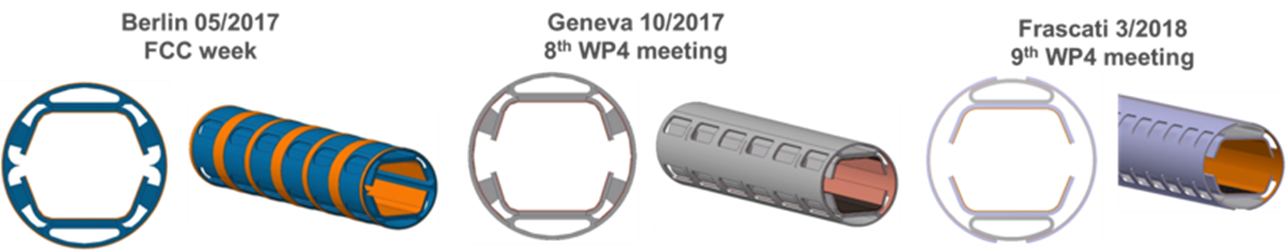 Berlin 05/2017
FCC week
Geneva 10/2017
8th WP4 meeting
Frascati 3/2018
9th WP4 meeting